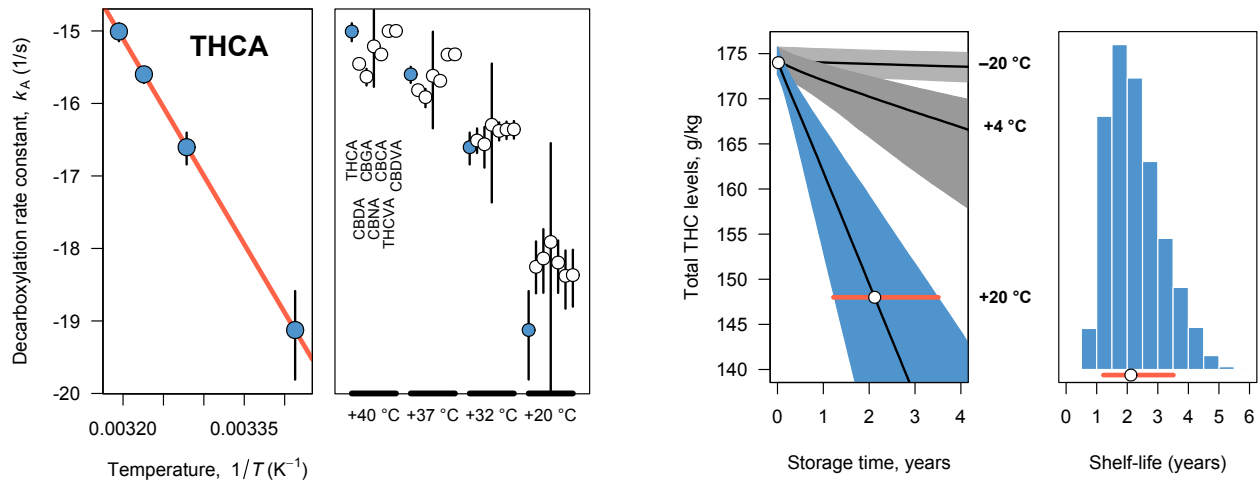 THCA
Decarboxylation rate constant, kA (1/s)
-15
-16
-17
-18
-19
-20
0.00320
0.00335
Temperature, 1/T (K⁻¹)
THCA
CBGA
CBCA
CBDVA
CBDA
CBNA
THCVA
+40 °C
+37 °C
+32 °C
+20 °C
Total THC levels, g/kg
175
170
165
160
155
150
145
140
0 1 2 3 4
Storage time, years
–20 °C
+4 °C
+20 °C
0 1 2 3 4 5 6
Shelf-life (years)